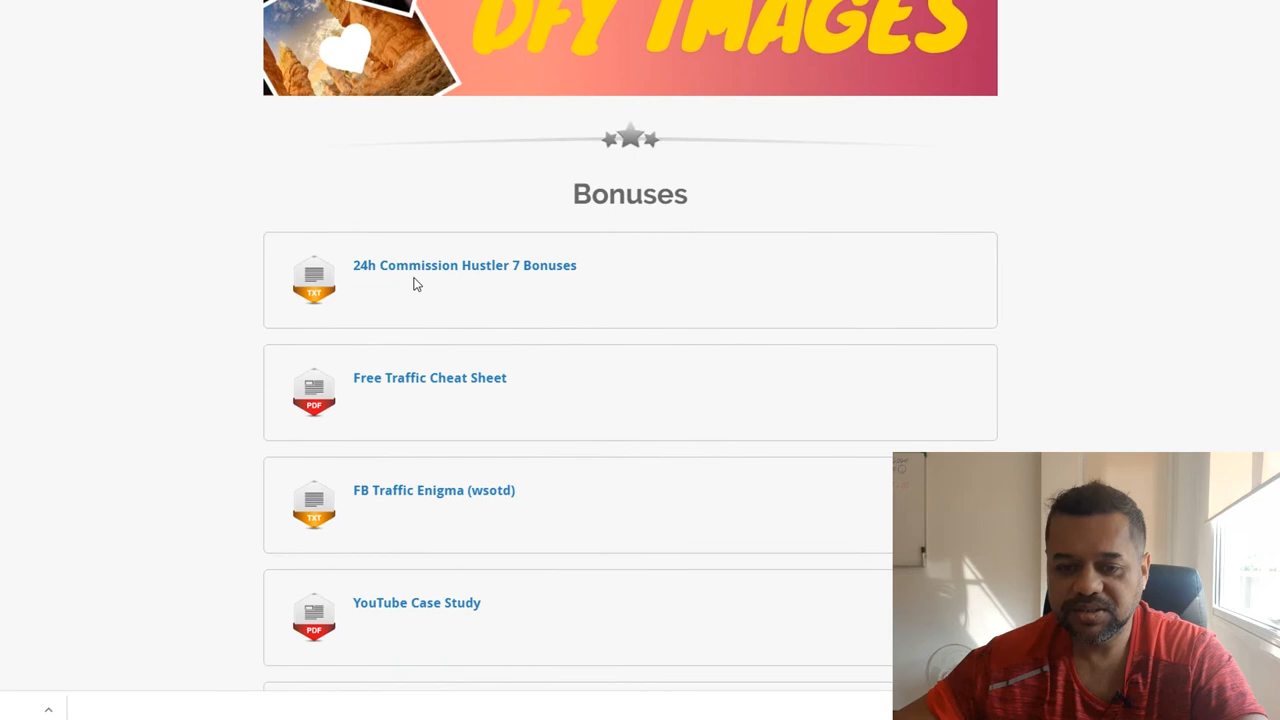 DFY IMAGES
Bonuses
24h Commission Hustler 7 Bonuses
TXT
Free Traffic Cheat Sheet
PDF
FB Traffic Enigma (wsotd)
TXT
YouTube Case Study
PDF